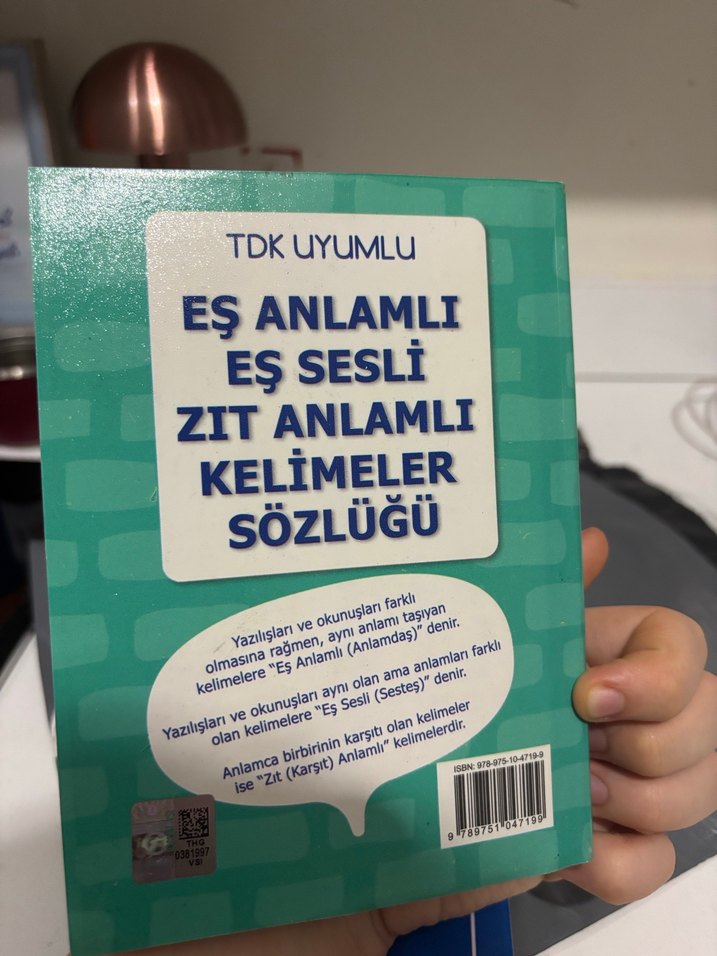 TDK UYUMLU
EŞ ANLAMLI
EŞ SESLİ
ZIT ANLAMLI
KELİMELER
SÖZLÜĞÜ
Yazılışları ve okunuşları farklı
olmasına rağmen, aynı anlamı taşıyan
kelimelere “Eş Anlamlı (Anlamdaş)” denir.
Yazılışları ve okunuşları aynı olan ama anlamları farklı
olan kelimelere “Eş Sesli (Sesteş)” denir.
Anlamca birbirinin karşıtı olan kelimeler
ise “Zıt (Karşıt) Anlamlı” kelimelerdir.
ISBN: 978-975-10-4719-9
9 789751 047199
THG
0381997
VSI